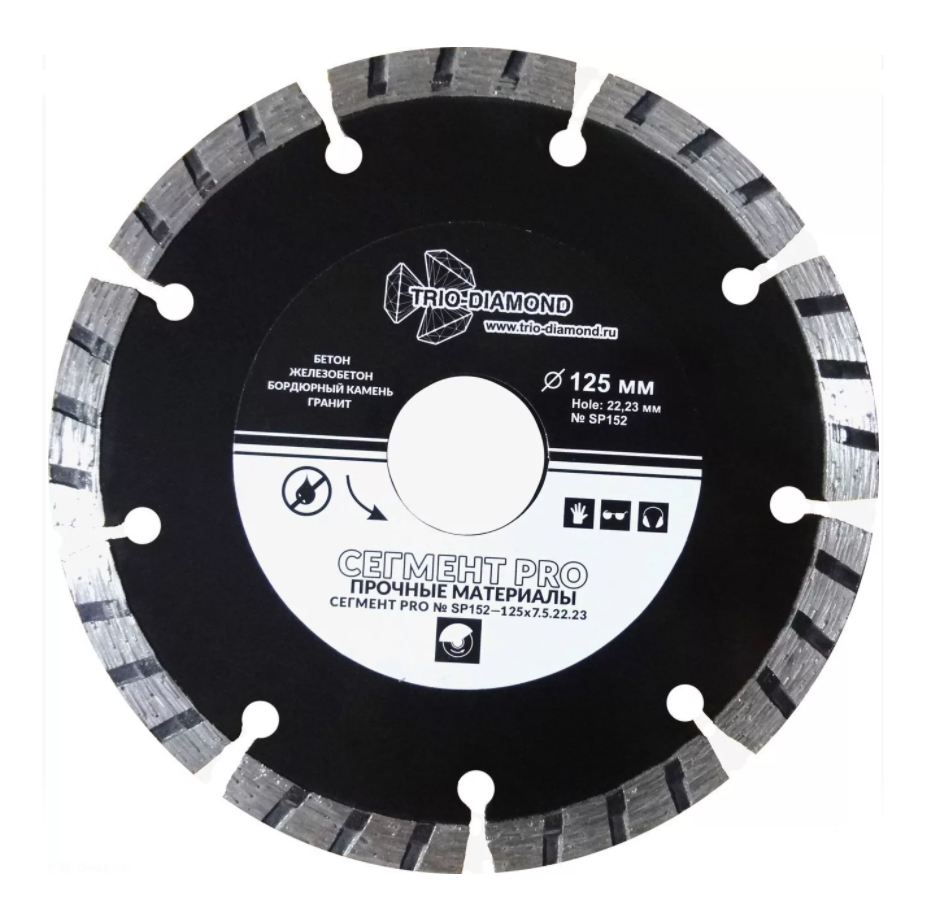 TRIO-DIAMOND
www.trio-diamond.ru
БЕТОН
ЖЕЛЕЗОБЕТОН
БОРДЮРНЫЙ КАМЕНЬ
ГРАНИТ
Ø 125 мм
Hole: 22,23 мм
№ SP152
СЕГМЕНТ PRO
ПРОЧНЫЕ МАТЕРИАЛЫ
СЕГМЕНТ PRO № SP152—125x7.5.22.23